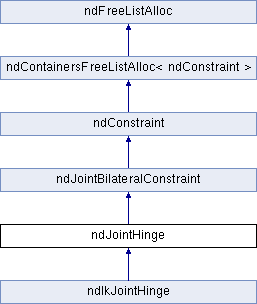 ndFreeListAlloc
ndContainersFreeListAlloc< ndConstraint >
ndConstraint
ndJointBilateralConstraint
ndJointHinge
ndIkJointHinge